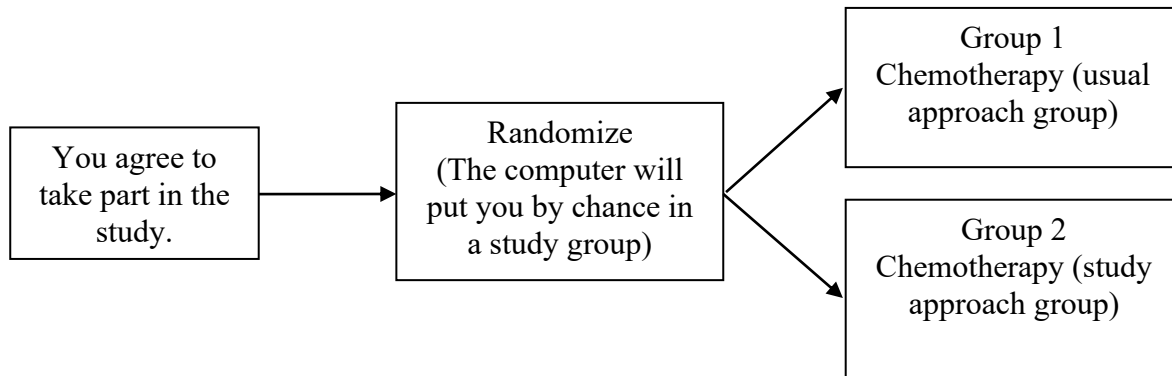 You agree to
take part in the
study.
Randomize
(The computer will
put you by chance in
a study group)
Group 1
Chemotherapy (usual
approach group)
Group 2
Chemotherapy (study
approach group)